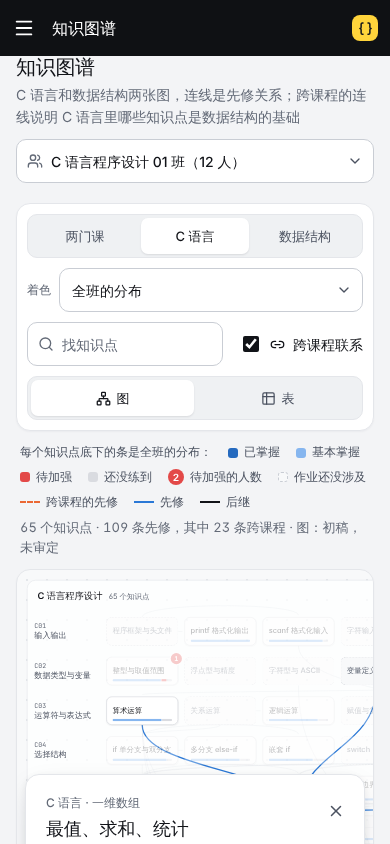 知识图谱
知识图谱
C 语言和数据结构两张图，连线是先修关系；跨课程的连
线说明 C 语言里哪些知识点是数据结构的基础
C 语言程序设计 01 班（12 人）
两门课
C 语言
数据结构
着色
全班的分布
找知识点
跨课程联系
图
表
每个知识点底下的条是全班的分布：
已掌握
基本掌握
待加强
还没练到
2
待加强的人数
作业还没涉及
跨课程的先修
先修
后继
65 个知识点 · 109 条先修，其中 23 条跨课程 · 图：初稿，
未审定
C 语言程序设计 65 个知识点
C01
输入输出
程序框架与头文件
printf 格式化输出
scanf 格式化输入
字符输
C02
数据类型与变量
整型与取值范围
1
浮点型与精度
字符型与 ASCII
变量定
C03
运算符与表达式
算术运算
关系运算
逻辑运算
赋值与
C04
选择结构
if 单分支与双分支
多分支 else-if
嵌套 if
switch
C 语言 · 一维数组
最值、求和、统计